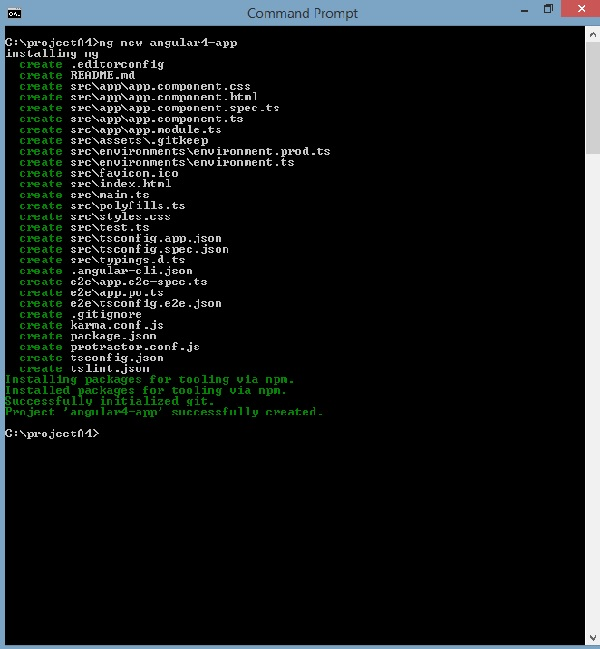 Command Prompt
C:\projectA4>ng new angular4-app
installing ng
create .editorconfig
create README.md
create src\app\app.component.css
create src\app\app.component.html
create src\app\app.component.spec.ts
create src\app\app.component.ts
create src\app\app.module.ts
create src\assets\.gitkeep
create src\environments\environment.prod.ts
create src\environments\environment.ts
create src\favicon.ico
create src\index.html
create src\main.ts
create src\polyfills.ts
create src\styles.css
create src\test.ts
create src\tsconfig.app.json
create src\tsconfig.spec.json
create src\typings.d.ts
create .angular-cli.json
create e2e\app.e2e-spec.ts
create e2e\app.po.ts
create e2e\tsconfig.e2e.json
create .gitignore
create karma.conf.js
create package.json
create protractor.conf.js
create tsconfig.json
create tslint.json
Installing packages for tooling via npm.
Installed packages for tooling via npm.
Successfully initialized git.
Project 'angular4-app' successfully created.
C:\projectA4>